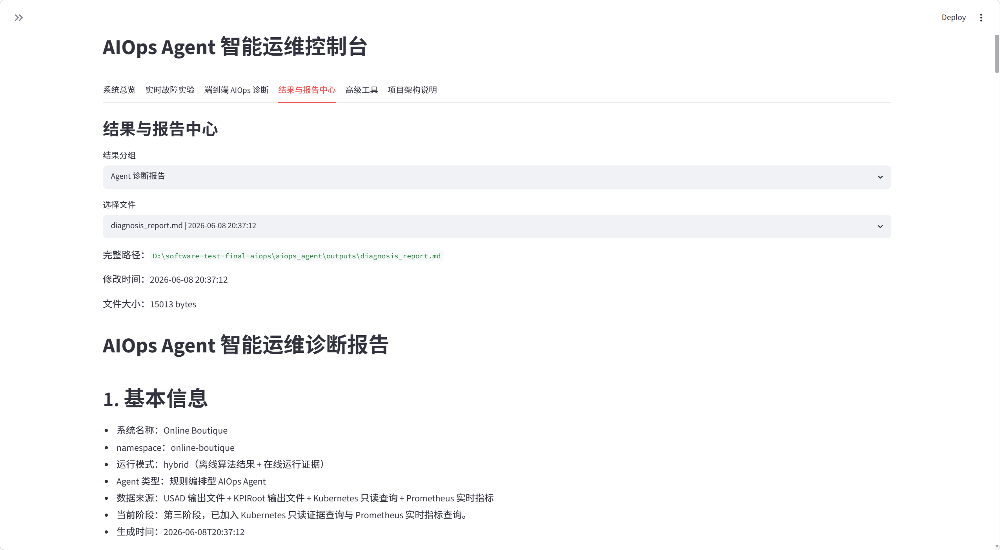 Deploy
AIOps Agent 智能运维控制台
系统总览 实时故障实验 端到端 AIOps 诊断 结果与报告中心 高级工具 项目架构说明
结果与报告中心
结果分组
Agent 诊断报告
选择文件
diagnosis_report.md | 2026-06-08 20:37:12
完整路径： D:\software-test-final-aiops\aiops_agent\outputs\diagnosis_report.md
修改时间：2026-06-08 20:37:12
文件大小：15013 bytes
AIOps Agent 智能运维诊断报告
1. 基本信息
• 系统名称：Online Boutique
• namespace：online-boutique
• 运行模式：hybrid（离线算法结果 + 在线运行证据）
• Agent 类型：规则编排型 AIOps Agent
• 数据来源：USAD 输出文件 + KPIRoot 输出文件 + Kubernetes 只读查询 + Prometheus 实时指标
• 当前阶段：第三阶段，已加入 Kubernetes 只读证据查询与 Prometheus 实时指标查询。
• 生成时间：2026-06-08T20:37:12